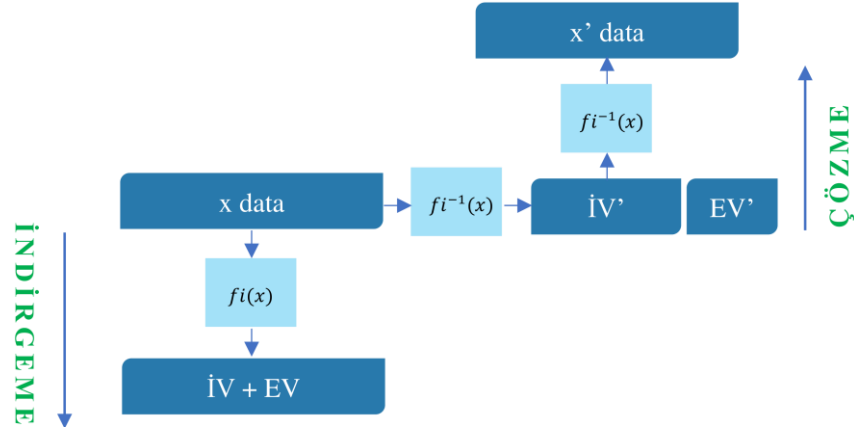 x’ data
fi⁻¹(x)
ÇÖZME
x data
fi⁻¹(x)
İV’
EV’
İNDİRGEME
fi(x)
İV + EV